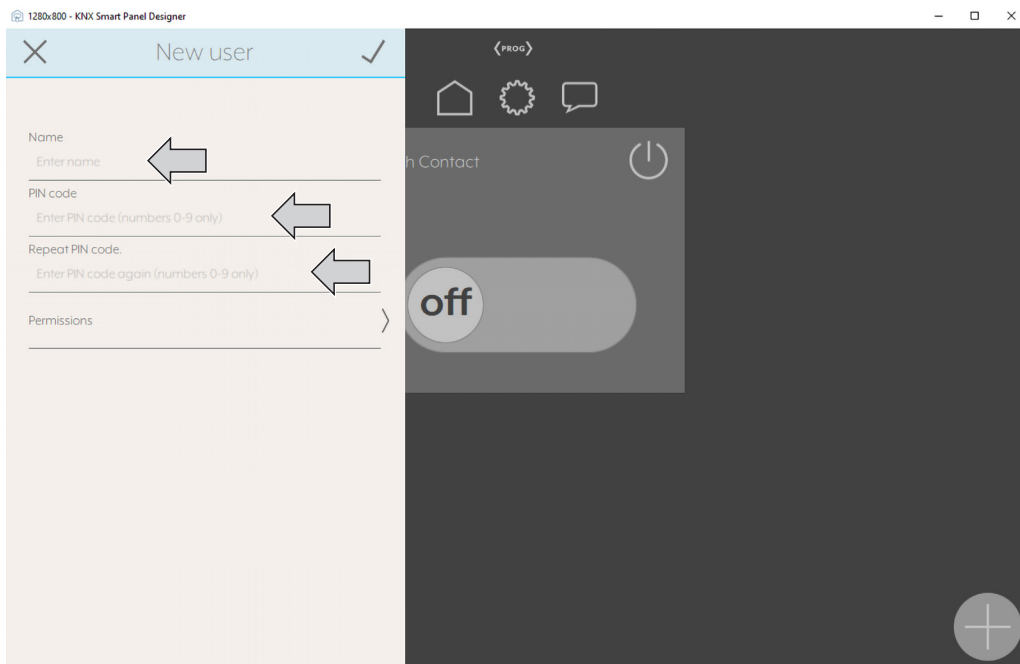 1280x800 - KNX Smart Panel Designer
New user
Name
Enter name
PIN code
Enter PIN code (numbers 0-9 only)
Repeat PIN code.
Enter PIN code again (numbers 0-9 only)
Permissions
PROG
h Contact
off